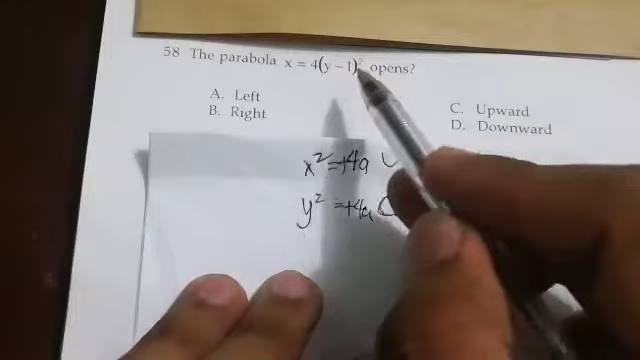 58 The parabola x = 4(y − 1)² opens?
A. Left
B. Right
C. Upward
D. Downward
x² = +4a
y² = +4a